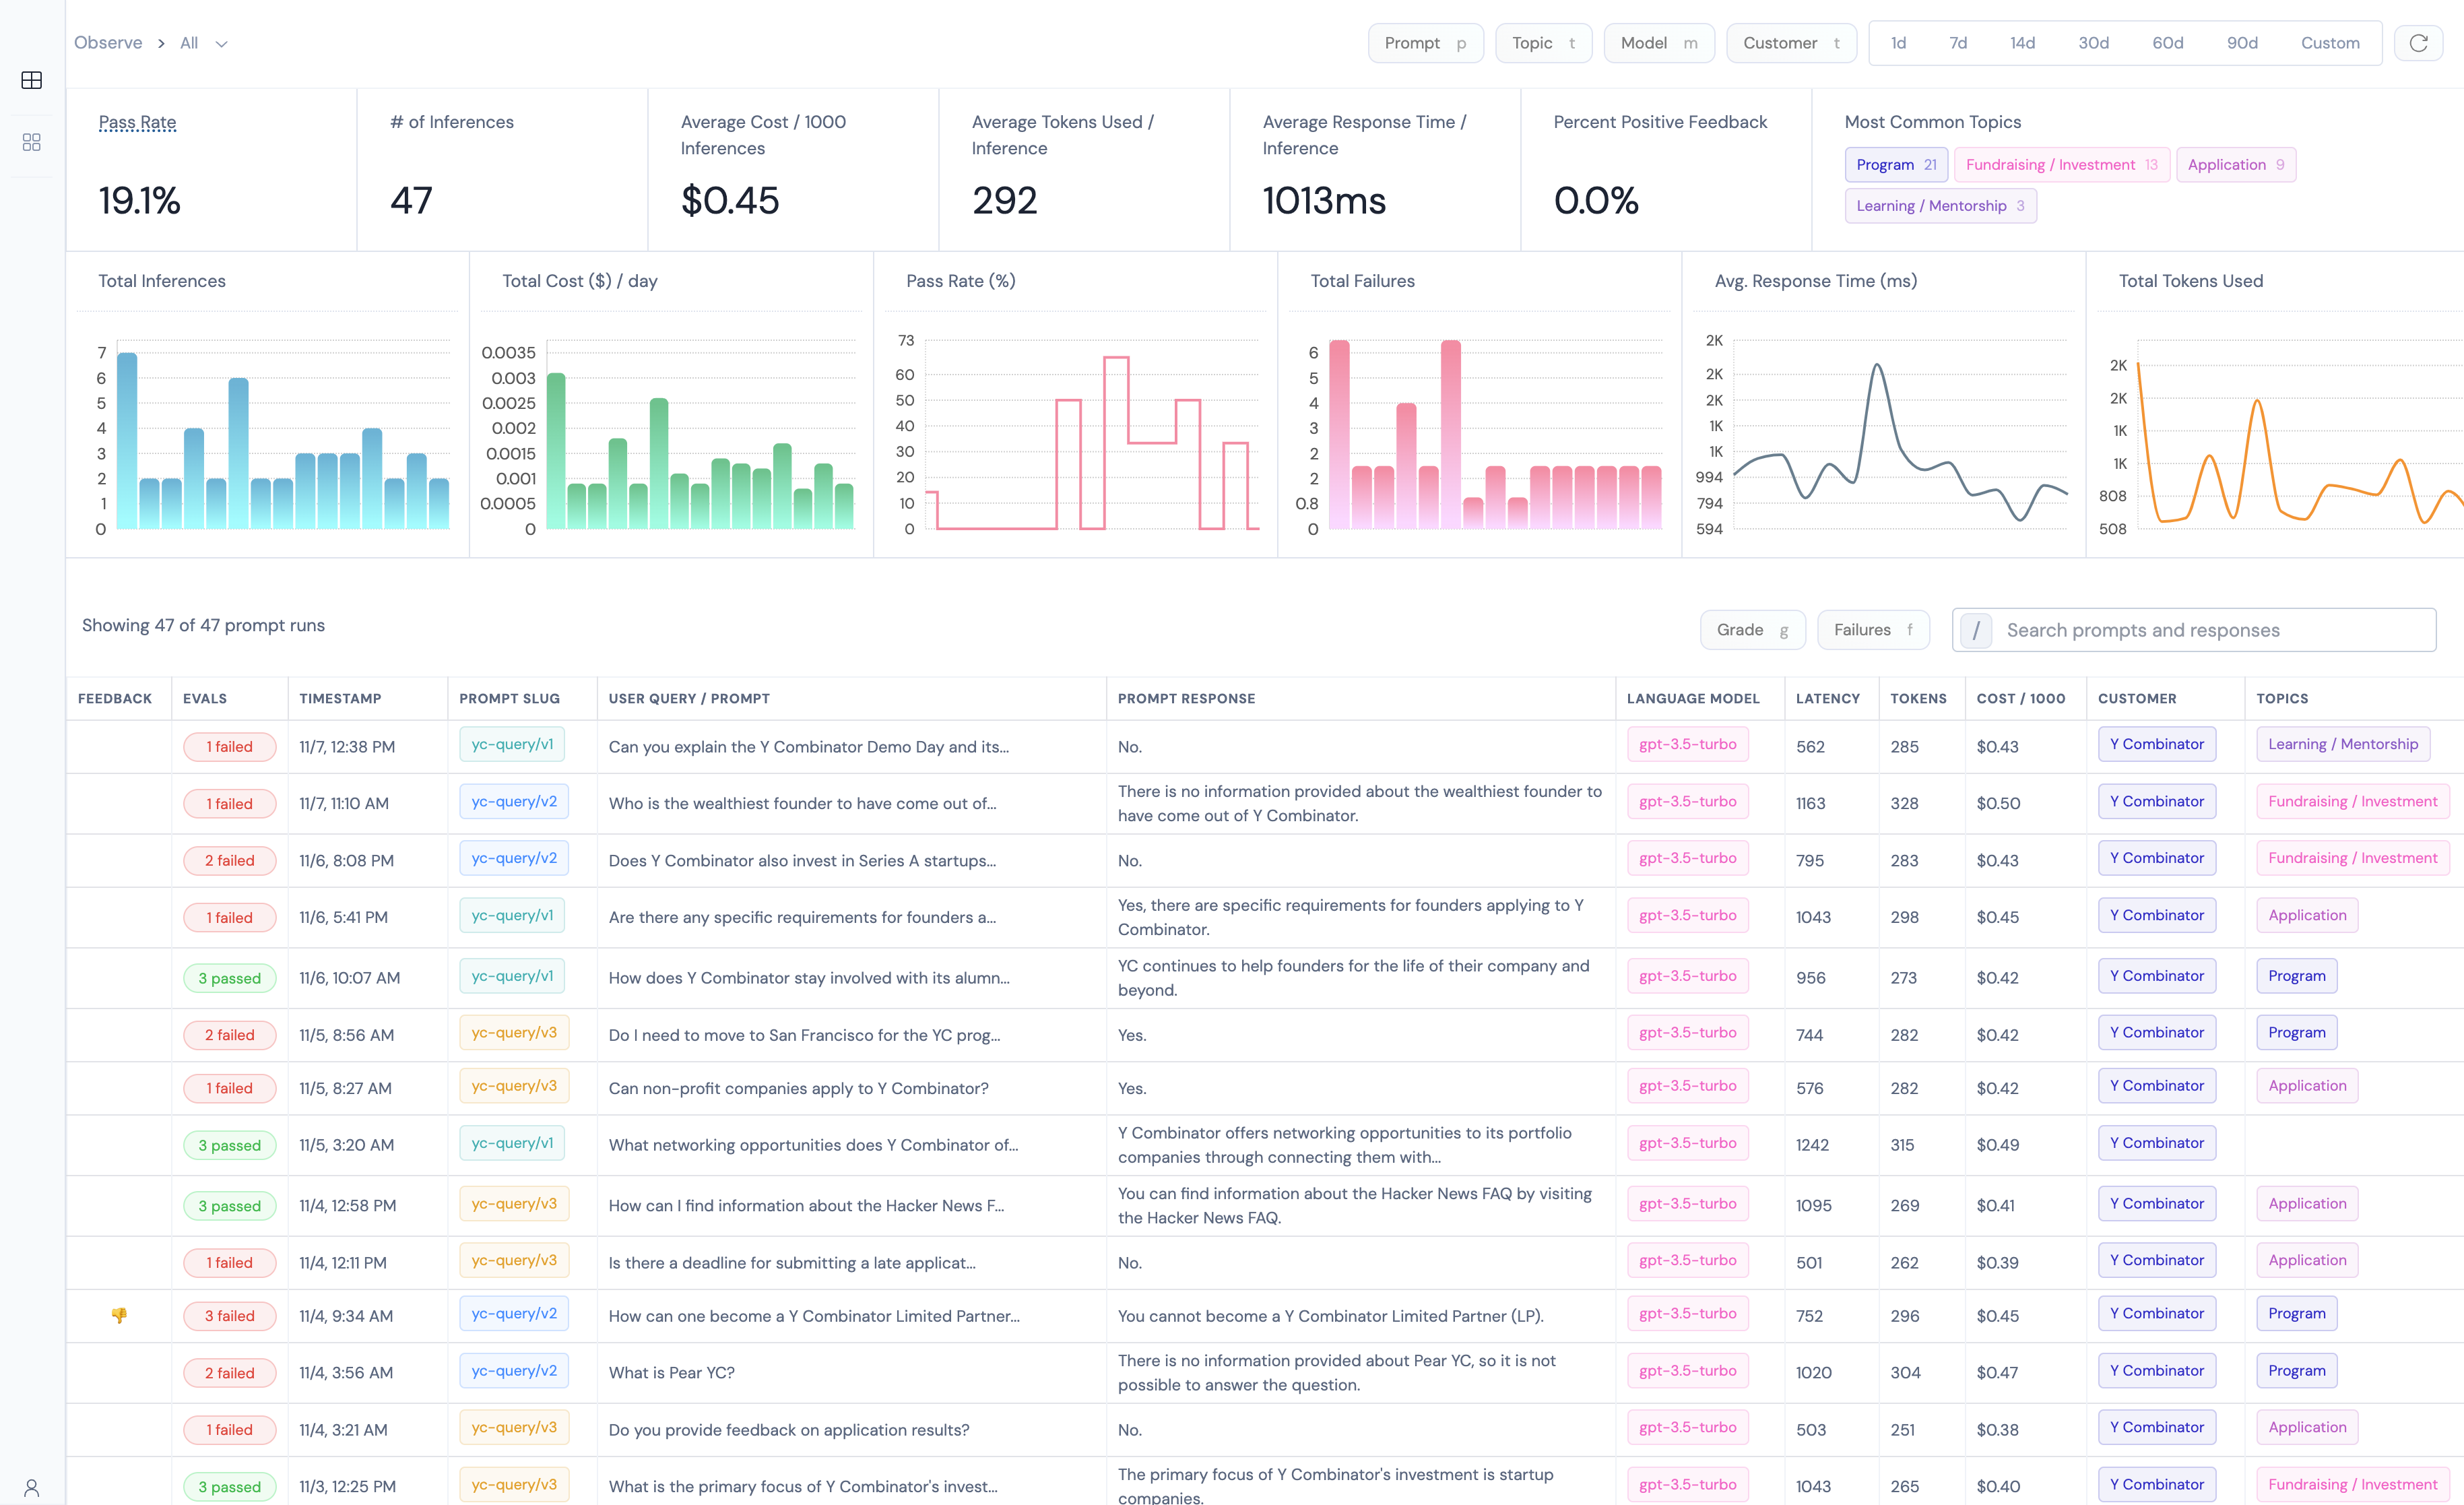 Observe > All
Prompt p
Topic t
Model m
Customer t
1d 7d 14d 30d 60d 90d Custom
Pass Rate
19.1%
# of Inferences
47
Average Cost / 1000
Inferences
$0.45
Average Tokens Used /
Inference
292
Average Response Time /
Inference
1013ms
Percent Positive Feedback
0.0%
Most Common Topics
Program 21
Fundraising / Investment 13
Application 9
Learning / Mentorship 3
Total Inferences
7
6
5
4
3
2
1
0
Total Cost ($) / day
0.0035
0.003
0.0025
0.002
0.0015
0.001
0.0005
0
Pass Rate (%)
73
60
50
40
30
20
10
0
Total Failures
6
5
4
3
2
2
0.8
0
Avg. Response Time (ms)
2K
2K
2K
1K
1K
994
794
594
Total Tokens Used
2K
2K
1K
1K
808
508
Showing 47 of 47 prompt runs
Grade g
Failures f
/ Search prompts and responses
FEEDBACK EVALS TIMESTAMP PROMPT SLUG USER QUERY / PROMPT PROMPT RESPONSE LANGUAGE MODEL LATENCY TOKENS COST / 1000 CUSTOMER TOPICS
1 failed 11/7, 12:38 PM yc-query/v1 Can you explain the Y Combinator Demo Day and its... No. gpt-3.5-turbo 562 285 $0.43 Y Combinator Learning / Mentorship
1 failed 11/7, 11:10 AM yc-query/v2 Who is the wealthiest founder to have come out of... There is no information provided about the wealthiest founder to
have come out of Y Combinator. gpt-3.5-turbo 1163 328 $0.50 Y Combinator Fundraising / Investment
2 failed 11/6, 8:08 PM yc-query/v2 Does Y Combinator also invest in Series A startups... No. gpt-3.5-turbo 795 283 $0.43 Y Combinator Fundraising / Investment
1 failed 11/6, 5:41 PM yc-query/v1 Are there any specific requirements for founders a... Yes, there are specific requirements for founders applying to Y
Combinator. gpt-3.5-turbo 1043 298 $0.45 Y Combinator Application
3 passed 11/6, 10:07 AM yc-query/v1 How does Y Combinator stay involved with its alumn... YC continues to help founders for the life of their company and
beyond. gpt-3.5-turbo 956 273 $0.42 Y Combinator Program
2 failed 11/5, 8:56 AM yc-query/v3 Do I need to move to San Francisco for the YC prog... Yes. gpt-3.5-turbo 744 282 $0.42 Y Combinator Program
1 failed 11/5, 8:27 AM yc-query/v3 Can non-profit companies apply to Y Combinator? Yes. gpt-3.5-turbo 576 282 $0.42 Y Combinator Application
3 passed 11/5, 3:20 AM yc-query/v1 What networking opportunities does Y Combinator of... Y Combinator offers networking opportunities to its portfolio
companies through connecting them with... gpt-3.5-turbo 1242 315 $0.49 Y Combinator
3 passed 11/4, 12:58 PM yc-query/v3 How can I find information about the Hacker News F... You can find information about the Hacker News FAQ by visiting
the Hacker News FAQ. gpt-3.5-turbo 1095 269 $0.41 Y Combinator Application
1 failed 11/4, 12:11 PM yc-query/v3 Is there a deadline for submitting a late applicat... No. gpt-3.5-turbo 501 262 $0.39 Y Combinator Application
3 failed 11/4, 9:34 AM yc-query/v2 How can one become a Y Combinator Limited Partner... You cannot become a Y Combinator Limited Partner (LP). gpt-3.5-turbo 752 296 $0.45 Y Combinator Program
2 failed 11/4, 3:56 AM yc-query/v2 What is Pear YC? There is no information provided about Pear YC, so it is not
possible to answer the question. gpt-3.5-turbo 1020 304 $0.47 Y Combinator Program
1 failed 11/4, 3:21 AM yc-query/v3 Do you provide feedback on application results? No. gpt-3.5-turbo 503 251 $0.38 Y Combinator Application
3 passed 11/3, 12:25 PM yc-query/v3 What is the primary focus of Y Combinator's invest... The primary focus of Y Combinator's investment is startup
companies. gpt-3.5-turbo 1043 265 $0.40 Y Combinator Fundraising / Investment